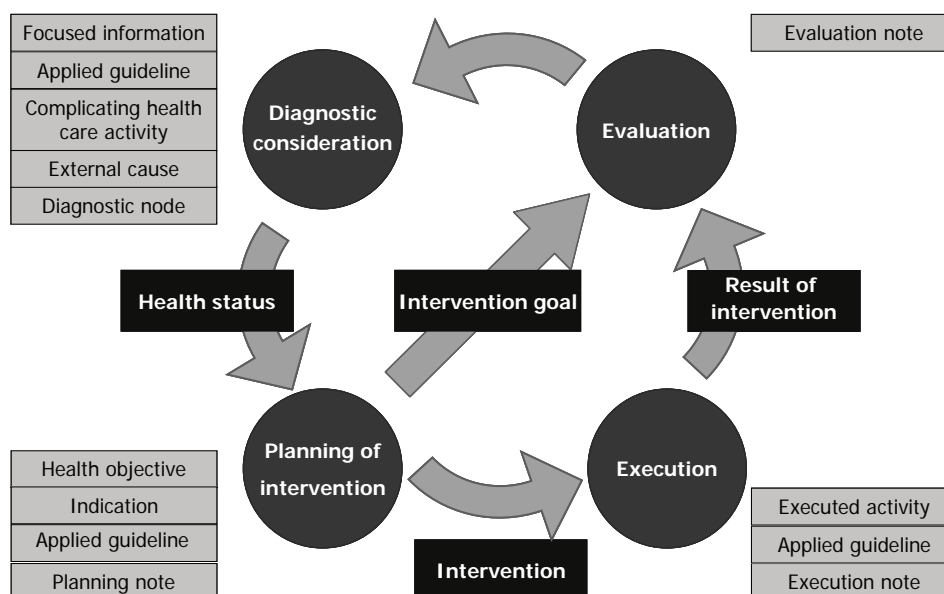 Focused information
Applied guideline
Complicating health
care activity
External cause
Diagnostic node
Diagnostic
consideration
Evaluation
Evaluation note
Health status
Intervention goal
Result of
intervention
Health objective
Indication
Applied guideline
Planning note
Planning of
intervention
Intervention
Execution
Executed activity
Applied guideline
Execution note